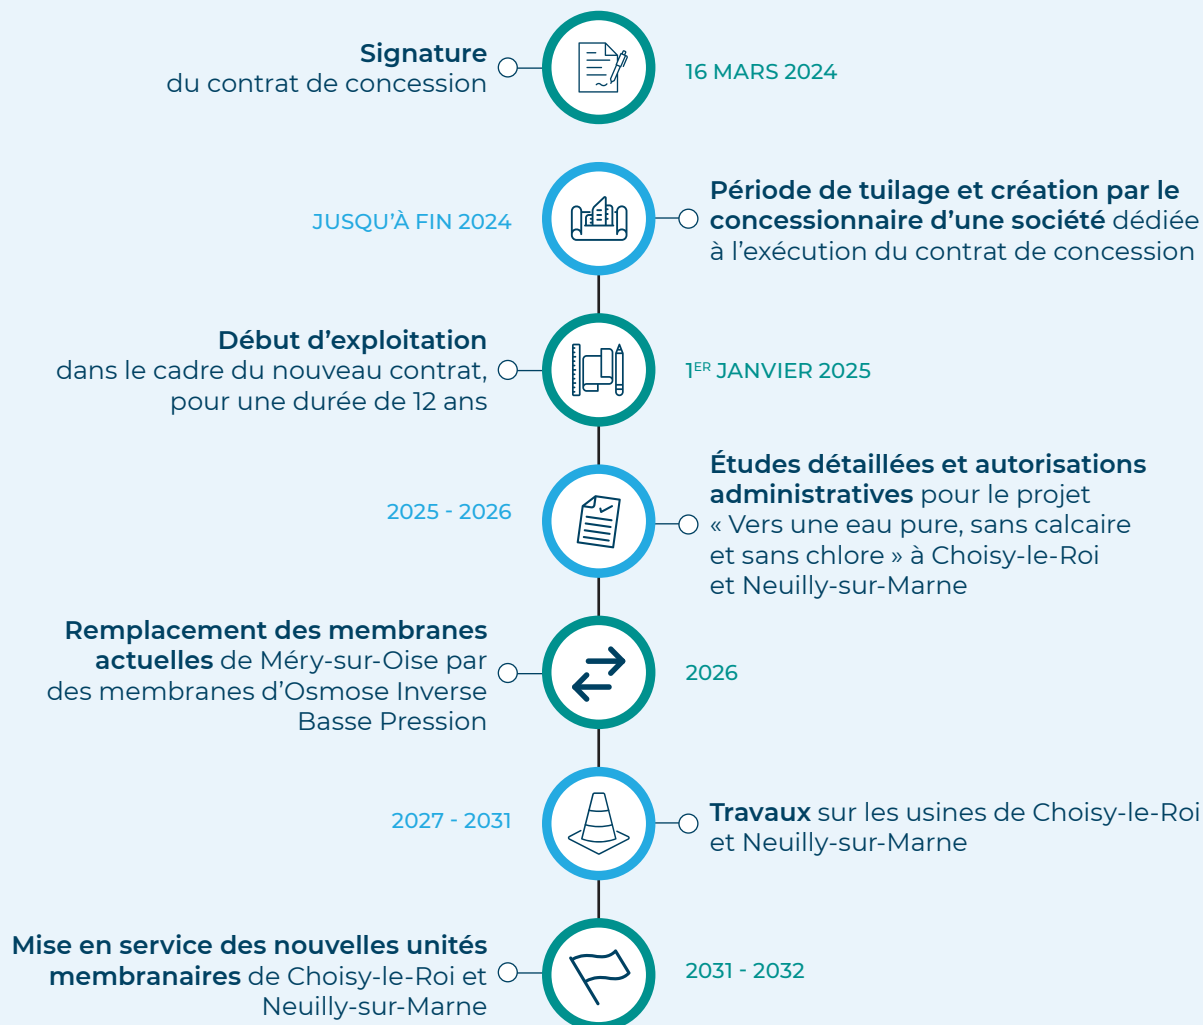 Signature
du contrat de concession
16 MARS 2024
JUSQU’À FIN 2024
Période de tuilage et création par le
concessionnaire d’une société dédiée
à l’exécution du contrat de concession
Début d’exploitation
dans le cadre du nouveau contrat,
pour une durée de 12 ans
1ER JANVIER 2025
2025 - 2026
Études détaillées et autorisations
administratives pour le projet
« Vers une eau pure, sans calcaire
et sans chlore » à Choisy-le-Roi
et Neuilly-sur-Marne
Remplacement des membranes
actuelles de Méry-sur-Oise par
des membranes d’Osmose Inverse
Basse Pression
2026
2027 - 2031
Travaux sur les usines de Choisy-le-Roi
et Neuilly-sur-Marne
Mise en service des nouvelles unités
membranaires de Choisy-le-Roi et
Neuilly-sur-Marne
2031 - 2032